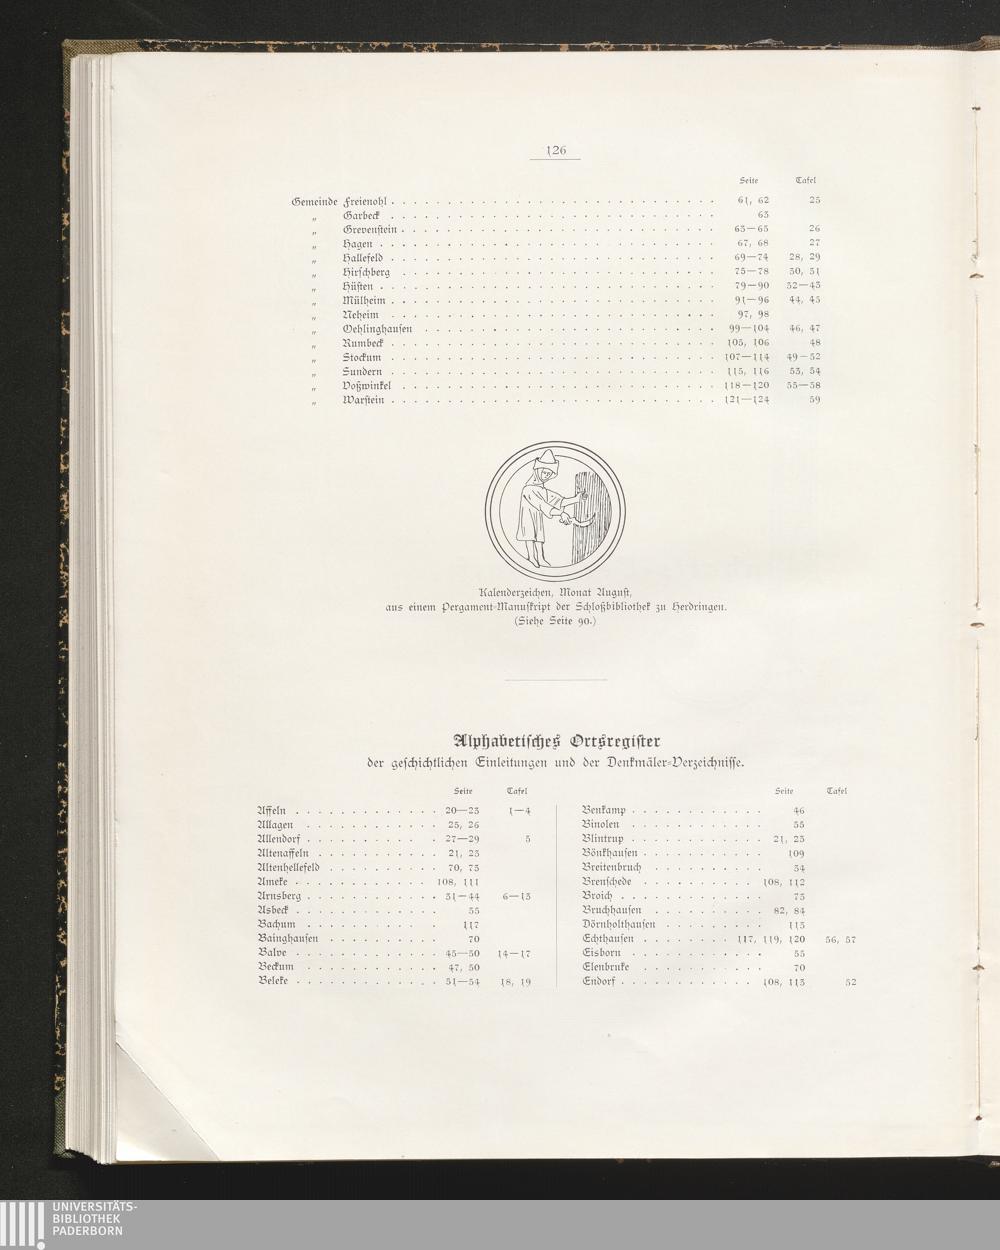 126
Seite Tafel
Gemeinde Freienohl 61, 62 25
„ Garbeck 63
„ Grevenstein 63—65 26
„ Hagen 67, 68 27
„ Hallefeld 69—74 28, 29
„ Hirschberg 75—78 30, 31
„ Hüsten 79—90 32—43
„ Mülheim 91—96 44, 45
„ Neheim 97, 98
„ Oehlinghausen 99—104 46, 47
„ Rumbeck 105, 106 48
„ Stockum 107—114 49—52
„ Sundern 115, 116 53, 54
„ Voßwinkel 118—120 55—58
„ Warstein 121—124 59
Kalenderzeichen, Monat August,
aus einem Pergament-Manuskript der Schloßbibliothek zu Herdringen.
(Siehe Seite 90.)
Alphabetisches Ortsregister
der geschichtlichen Einleitungen und der Denkmäler-Verzeichnisse.
Seite Tafel
Affeln 20—23 1—4
Allagen 25, 26
Allendorf 27—29 5
Altenaffeln 21, 23
Altenhellefeld 70, 73
Ameke 108, 111
Arnsberg 31—44 6—13
Asbeck 55
Bachum 117
Bainghausen 70
Balve 45—50 14—17
Beckum 47, 50
Beleke 51—54 18, 19
Seite Tafel
Benkamp 46
Binolen 55
Blintrup 21, 23
Bönkhausen 109
Breitenbruch 34
Brenschede 108, 112
Broich 75
Bruchhausen 82, 84
Dörnholthausen 113
Echthausen 117, 119, 120 56, 57
Eisborn 55
Elenbruke 70
Endorf 108, 113 52
UNIVERSITÄTS-
BIBLIOTHEK
PADERBORN